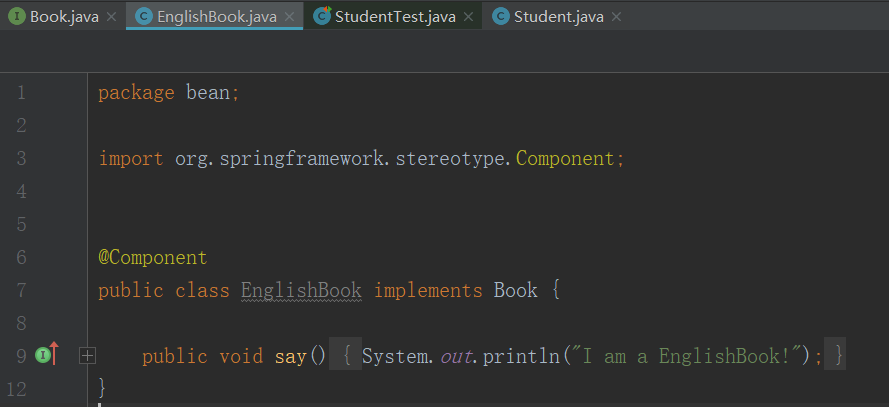 Book.java EnglishBook.java StudentTest.java Student.java
1 package bean;
2
3 import org.springframework.stereotype.Component;
4
5
6 @Component
7 public class EnglishBook implements Book {
8
9 public void say() { System.out.println("I am a EnglishBook!"); }
12 }